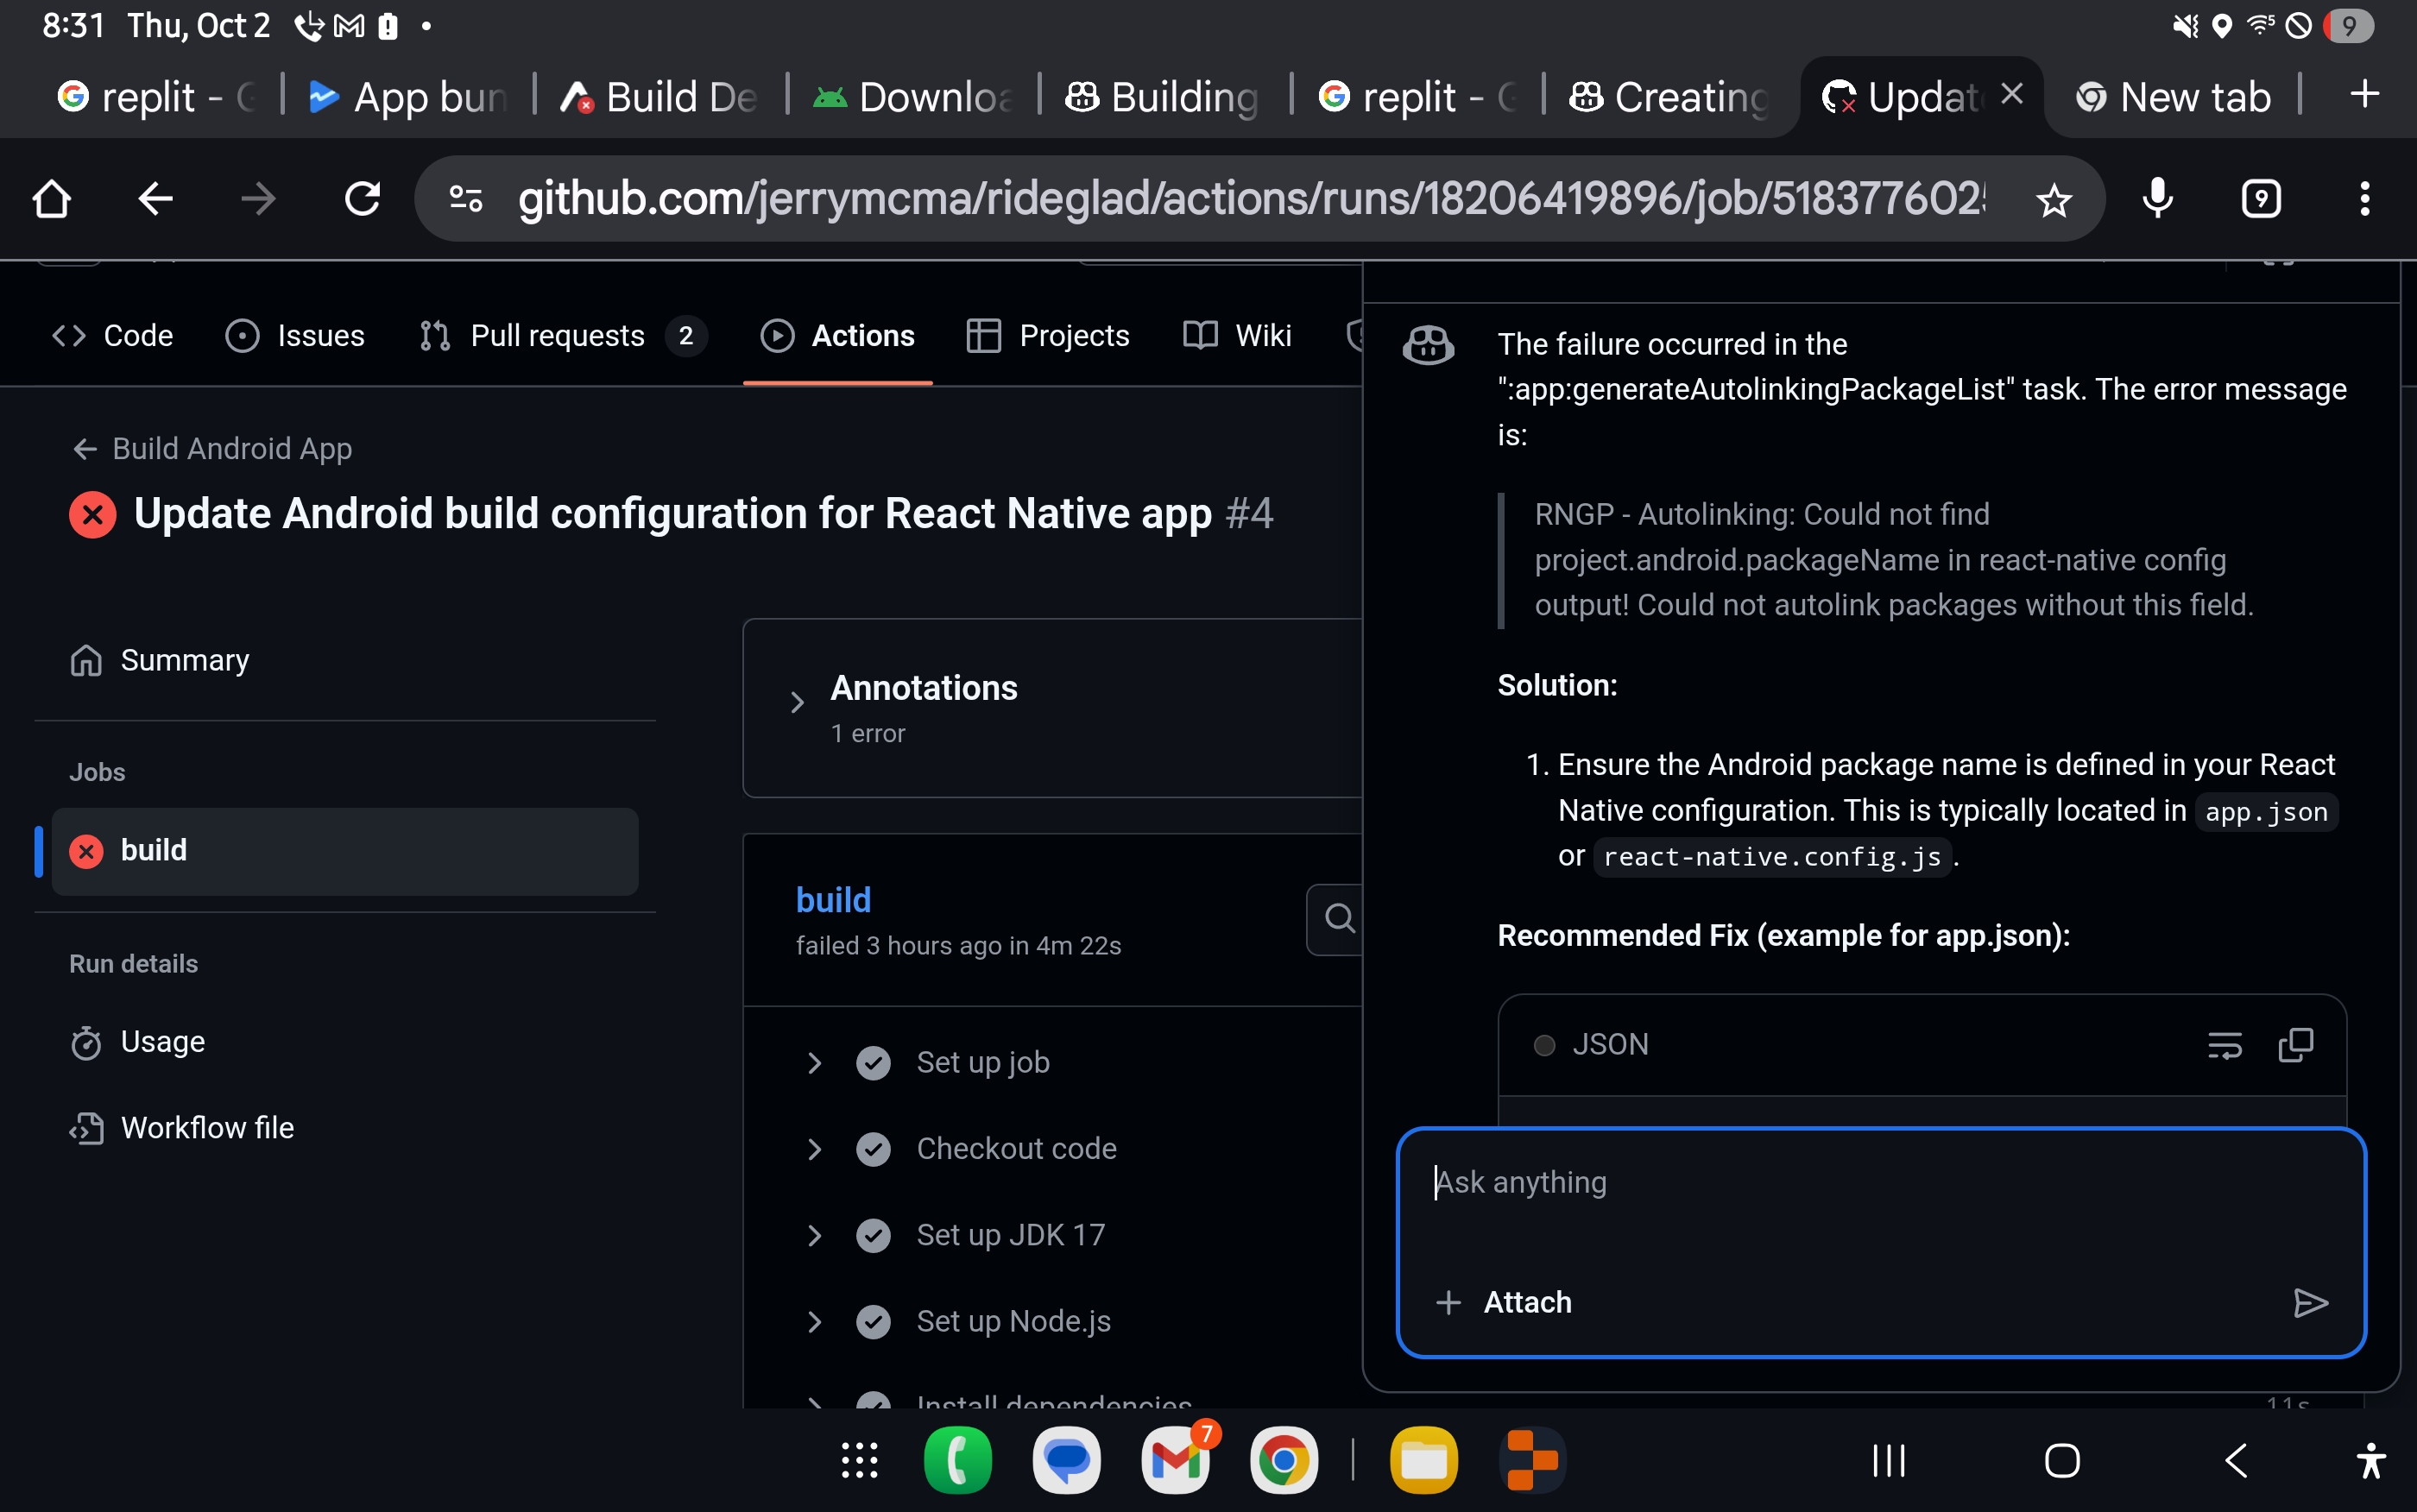 8:31 Thu, Oct 2
9
replit - G
App bun
Build De
Downloa
Building
replit - G
Creating
Updat
New tab
github.com/jerrymcma/rideglad/actions/runs/18206419896/job/518377602
9
Code
Issues
Pull requests 2
Actions
Projects
Wiki
Build Android App
Update Android build configuration for React Native app #4
Summary
Jobs
build
Run details
Usage
Workflow file
Annotations
1 error
build
failed 3 hours ago in 4m 22s
Set up job
Checkout code
Set up JDK 17
Set up Node.js
Install dependencies
11s
The failure occurred in the
":app:generateAutolinkingPackageList" task. The error message
is:
RNGP - Autolinking: Could not find
project.android.packageName in react-native config
output! Could not autolink packages without this field.
Solution:
1. Ensure the Android package name is defined in your React
Native configuration. This is typically located in app.json
or react-native.config.js.
Recommended Fix (example for app.json):
JSON
Ask anything
Attach
7